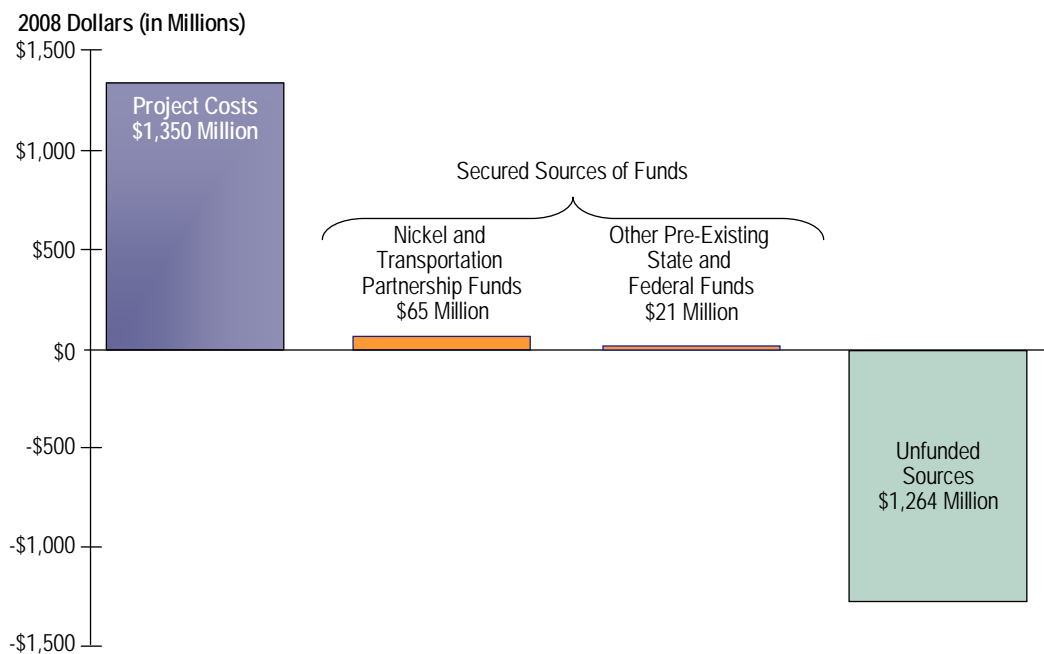 2008 Dollars (in Millions)
$1,500
$1,000
$500
$0
-$500
-$1,000
-$1,500
Project Costs
$1,350 Million
Secured Sources of Funds
Nickel and
Transportation
Partnership Funds
$65 Million
Other Pre-Existing
State and
Federal Funds
$21 Million
Unfunded
Sources
$1,264 Million